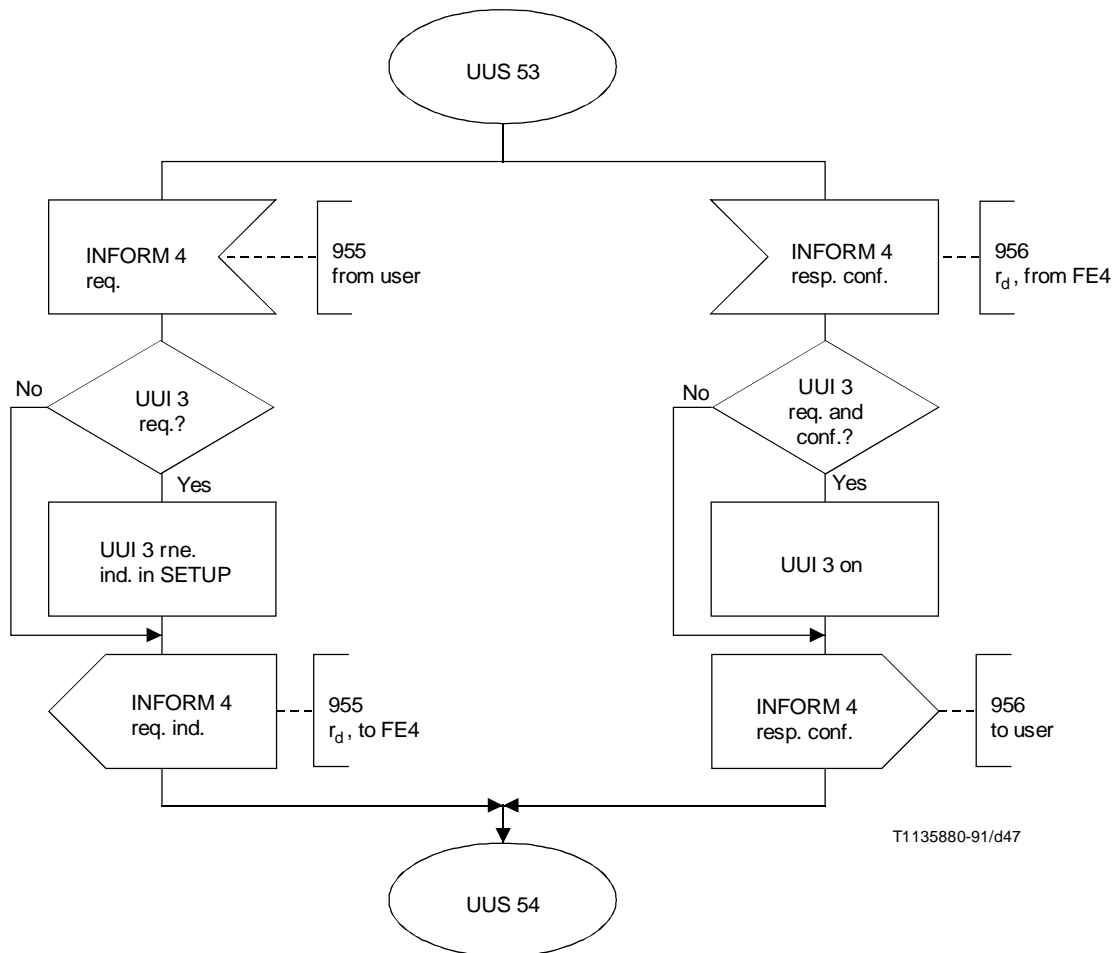 UUS 53
INFORM 4
req.
955
from user
INFORM 4
resp. conf.
956
r_d, from FE4
No
UUI 3
req.?
Yes
No
UUI 3
req. and
conf.?
Yes
UUI 3 rne.
ind. in SETUP
UUI 3 on
INFORM 4
req. ind.
955
r_d, to FE4
INFORM 4
resp. conf.
956
to user
T1135880-91/d47
UUS 54